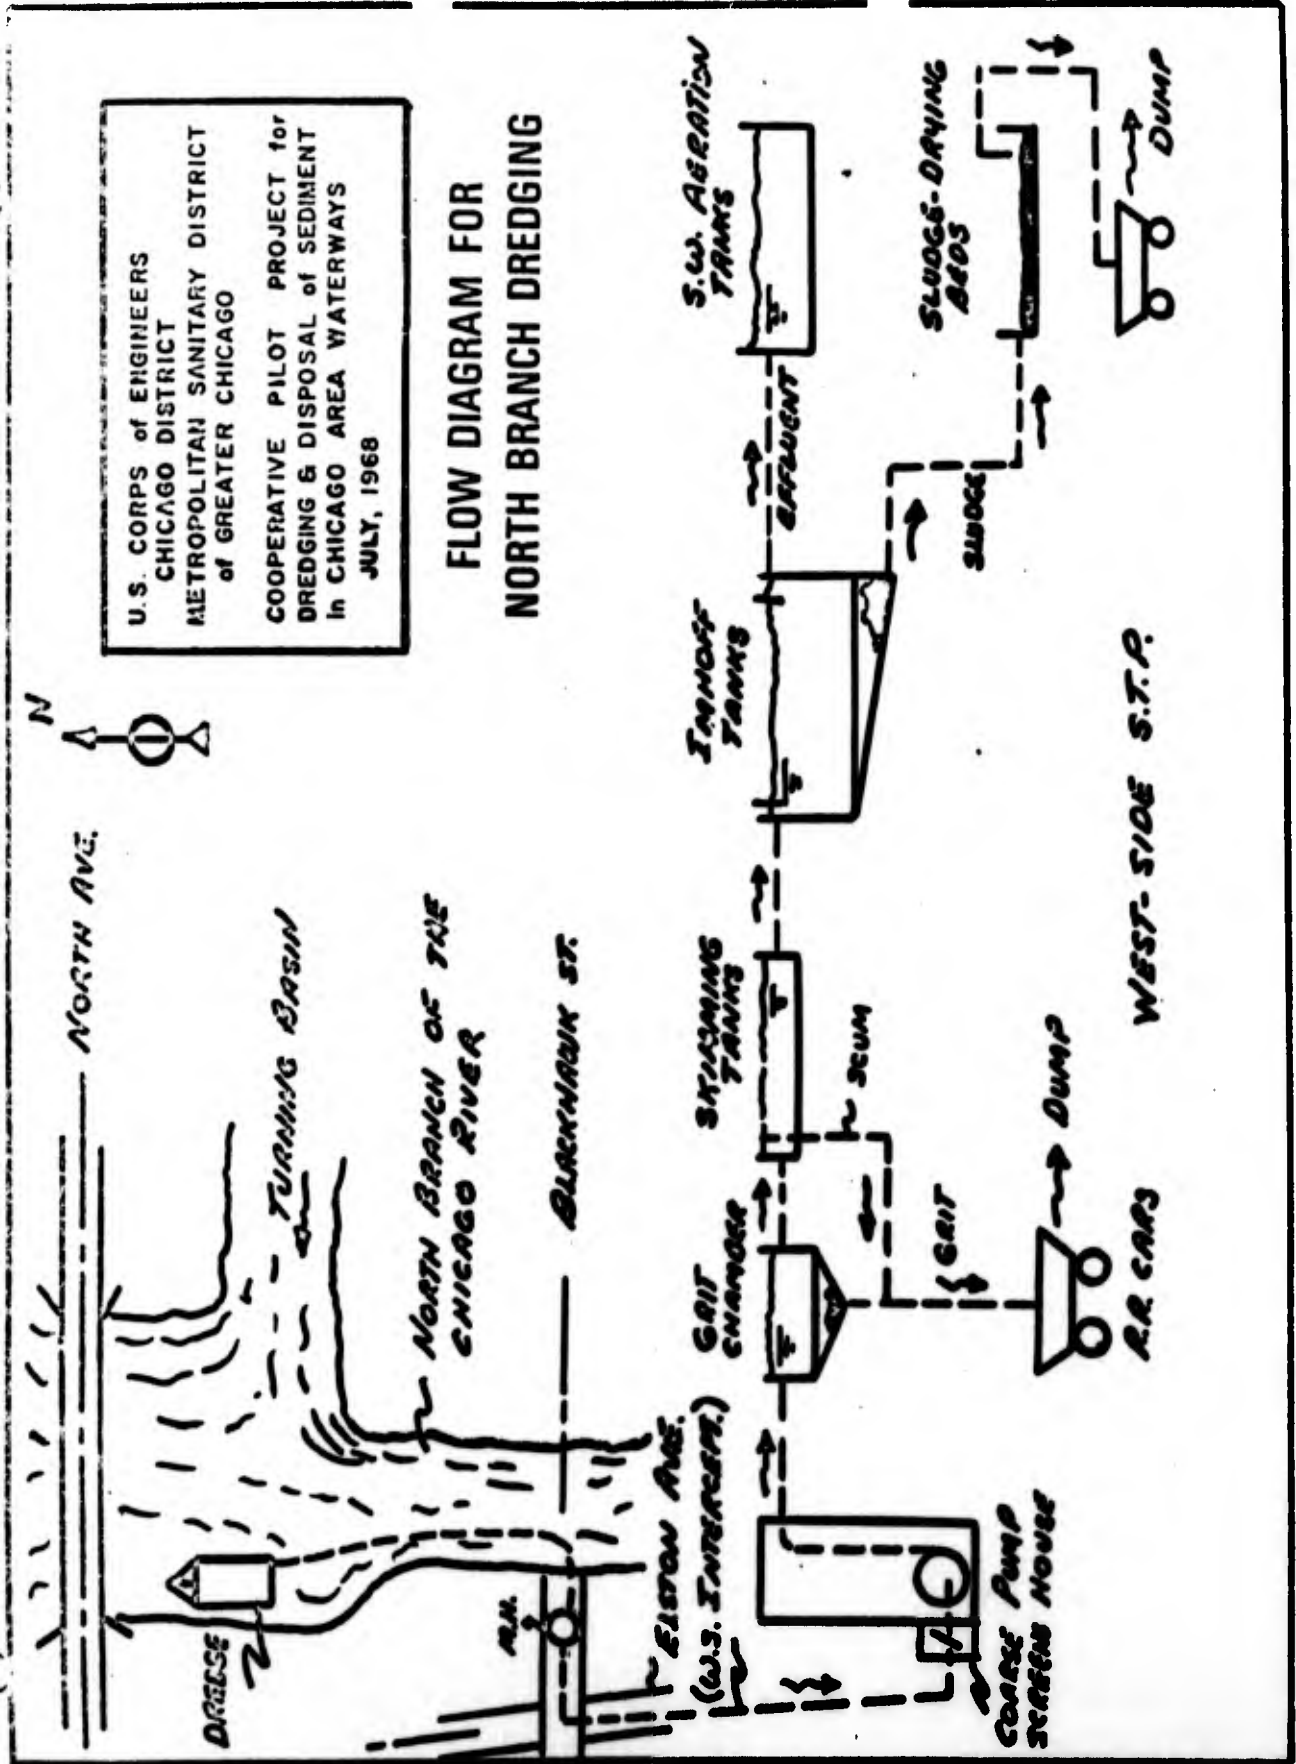 U.S. CORPS of ENGINEERS
CHICAGO DISTRICT
METROPOLITAN SANITARY DISTRICT
of GREATER CHICAGO
COOPERATIVE PILOT PROJECT for
DREDGING & DISPOSAL of SEDIMENT
In CHICAGO AREA WATERWAYS
JULY, 1968
FLOW DIAGRAM FOR
NORTH BRANCH DREDGING
N
NORTH AVE.
TURNING BASIN
NORTH BRANCH OF THE
CHICAGO RIVER
BLACKHAWK ST.
DREDGE
M.H.
ELSTON AVE.
(W.S. INTERCEPT.)
COARSE PUMP
SCREENS HOUSE
GRIT
CHAMBER
SKIMMING
TANKS
IMHOFF
TANKS
S.W. AERATION
TANKS
EFFLUENT
SCUM
GRIT
SLUDGE
SLUDGE-DRYING
BEDS
DUMP
DUMP
R.R. CARS
WEST-SIDE S.T.P.